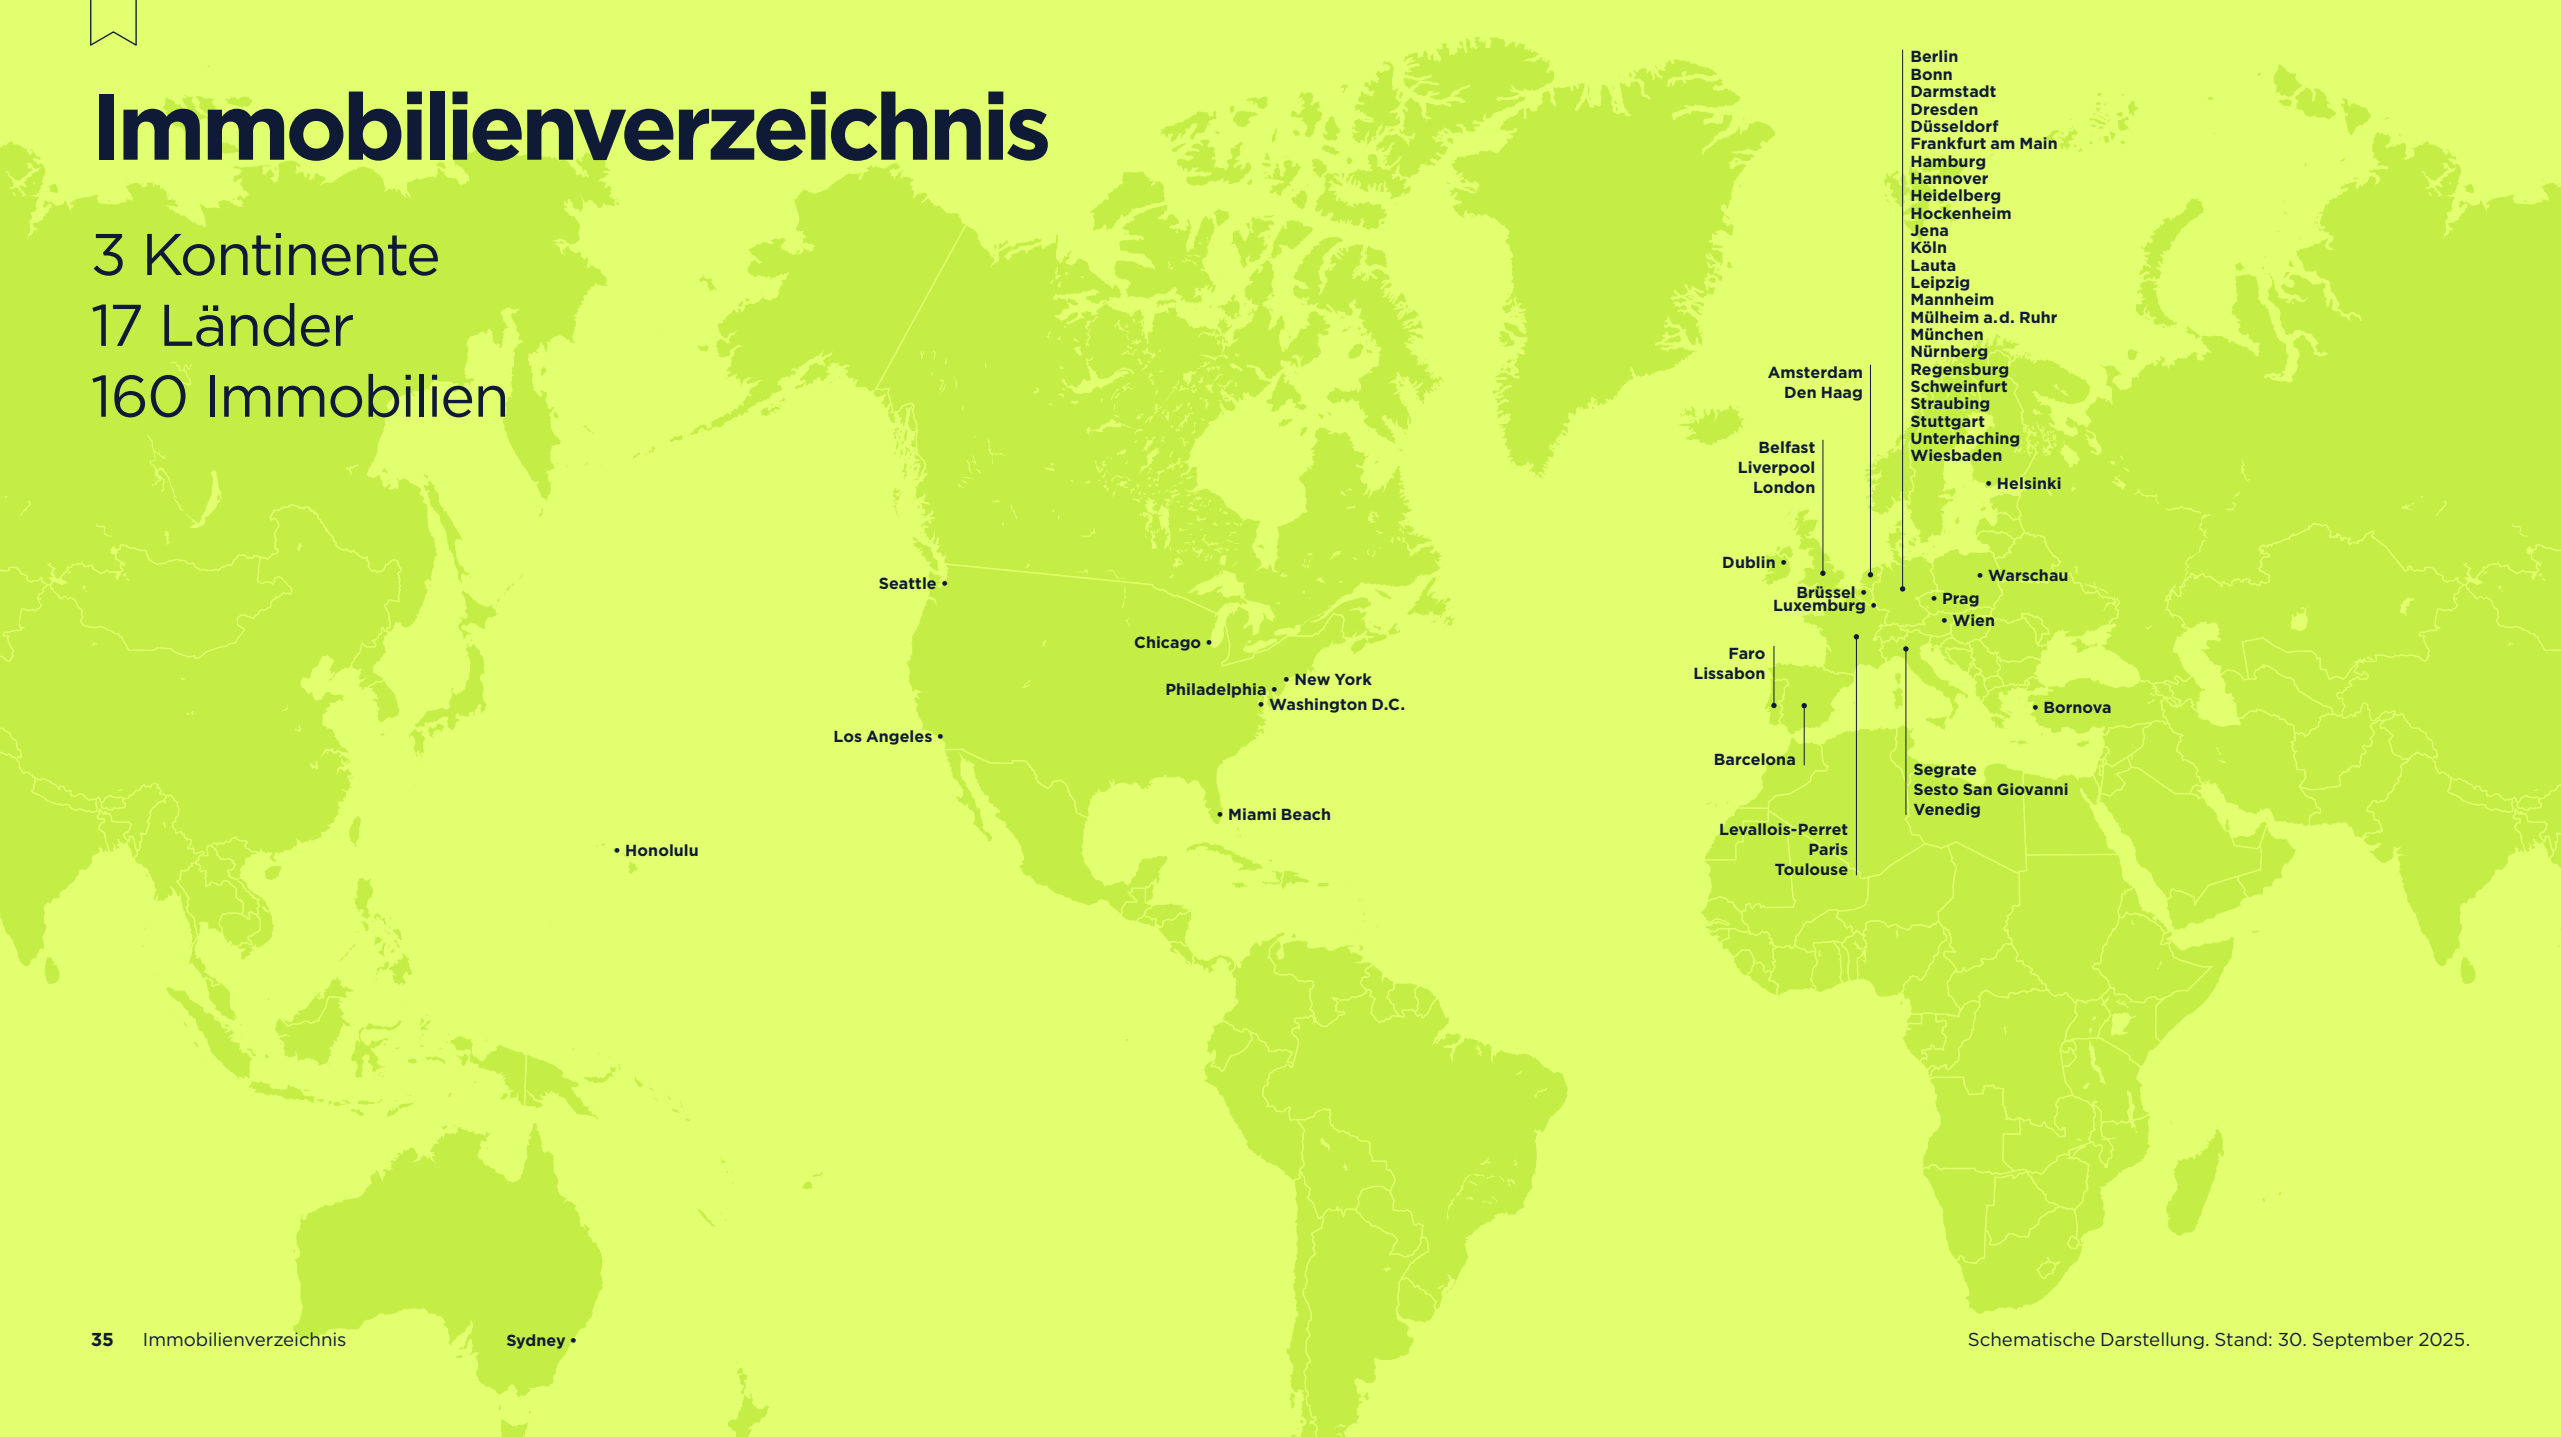 Immobilienverzeichnis
3 Kontinente
17 Länder
160 Immobilien
Berlin
Bonn
Darmstadt
Dresden
Düsseldorf
Frankfurt am Main
Hamburg
Hannover
Heidelberg
Hockenheim
Jena
Köln
Lauta
Leipzig
Mannheim
Mülheim a.d. Ruhr
München
Nürnberg
Regensburg
Schweinfurt
Straubing
Stuttgart
Unterhaching
Wiesbaden
Amsterdam
Den Haag
Belfast
Liverpool
London
Helsinki
Dublin
Warschau
Brüssel
Luxemburg
Prag
Wien
Faro
Lissabon
Bornova
Barcelona
Segrate
Sesto San Giovanni
Venedig
Levallois-Perret
Paris
Toulouse
Seattle
Chicago
New York
Philadelphia
Washington D.C.
Los Angeles
Miami Beach
Honolulu
Sydney
35 Immobilienverzeichnis
Schematische Darstellung. Stand: 30. September 2025.